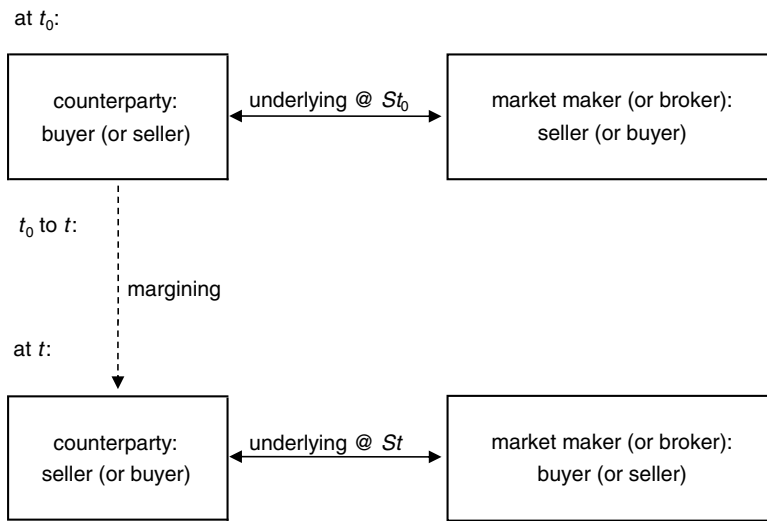 at t₀:
counterparty:
buyer (or seller)
underlying @ St₀
market maker (or broker):
seller (or buyer)
t₀ to t:
margining
at t:
counterparty:
seller (or buyer)
underlying @ St
market maker (or broker):
buyer (or seller)